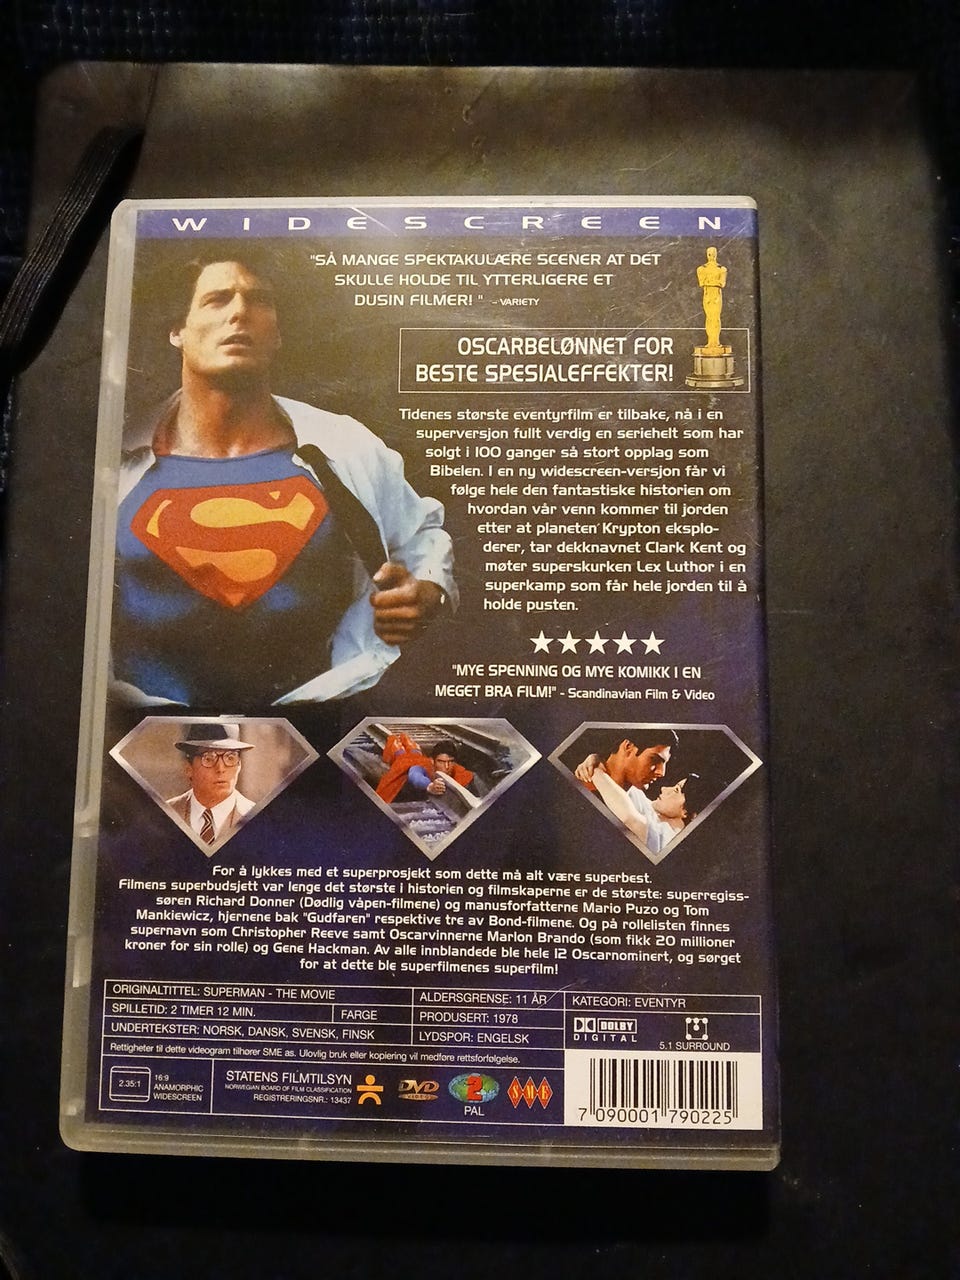 WIDESCREEN
"SÅ MANGE SPEKTAKULÆRE SCENER AT DET
SKULLE HOLDE TIL YTTERLIGERE ET
DUSIN FILMER! " - VARIETY
OSCARBELØNNET FOR
BESTE SPESIALEFFEKTER!
Tidenes største eventyrfilm er tilbake, nå i en
superversjon fullt verdig en seriehelt som har
solgt i 100 ganger så stort opplag som
Bibelen. I en ny widescreen-versjon får vi
følge hele den fantastiske historien om
hvordan vår venn kommer til jorden
etter at planeten Krypton eksplo-
derer, tar dekknavnet Clark Kent og
møter superskurken Lex Luthor i en
superkamp som får hele jorden til å
holde pusten.
"MYE SPENNING OG MYE KOMIKK I EN
MEGET BRA FILM!" - Scandinavian Film & Video
For å lykkes med et superprosjekt som dette må alt være superbest.
Filmens superbudsjett var lenge det største i historien og filmskaperne er de største: superregiss-
søren Richard Donner (Dødlig våpen-filmene) og manusforfatterne Mario Puzo og Tom
Mankiewicz, hjernene bak "Gudfaren" respektive tre av Bond-filmene. Og på rollelisten finnes
supernavn som Christopher Reeve samt Oscarvinnerne Marlon Brando (som fikk 20 millioner
kroner for sin rolle) og Gene Hackman. Av alle innblandede ble hele 12 Oscarnominert, og sørget
for at dette ble superfilmenes superfilm!
ORIGINALTITTEL: SUPERMAN - THE MOVIE
ALDERSGRENSE: 11 ÅR
KATEGORI: EVENTYR
SPILLETID: 2 TIMER 12 MIN.
FARGE
PRODUSERT: 1978
UNDERTEKSTER: NORSK, DANSK, SVENSK, FINSK
LYDSPOR: ENGELSK
DOLBY
DIGITAL
5.1 SURROUND
Rettigheter til dette videogram tilhører SME as. Ulovlig bruk eller kopiering vil medføre rettsforfølgelse.
2.35:1
16:9
ANAMORPHIC
WIDESCREEN
STATENS FILMTILSYN
NORWEGIAN BOARD OF FILM CLASSIFICATION
REGISTRERINGSNR.: 13437
DVD
VIDEO
2
PAL
S-M-E
7 090001 790225